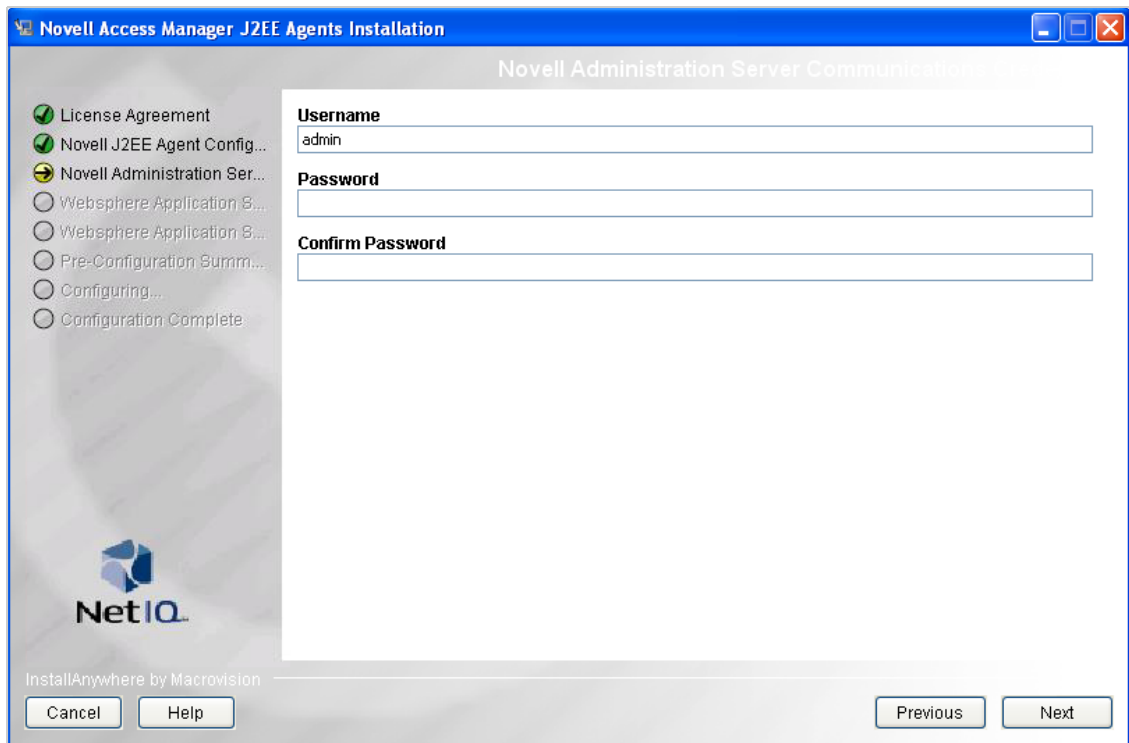 Novell Access Manager J2EE Agents Installation
Novell Administration Server Communications
License Agreement
Novell J2EE Agent Config...
Novell Administration Ser...
Websphere Application S...
Websphere Application S...
Pre-Configuration Summ...
Configuring...
Configuration Complete
Username
admin
Password
Confirm Password
NetIQ
InstallAnywhere by Macrovision
Cancel
Help
Previous
Next